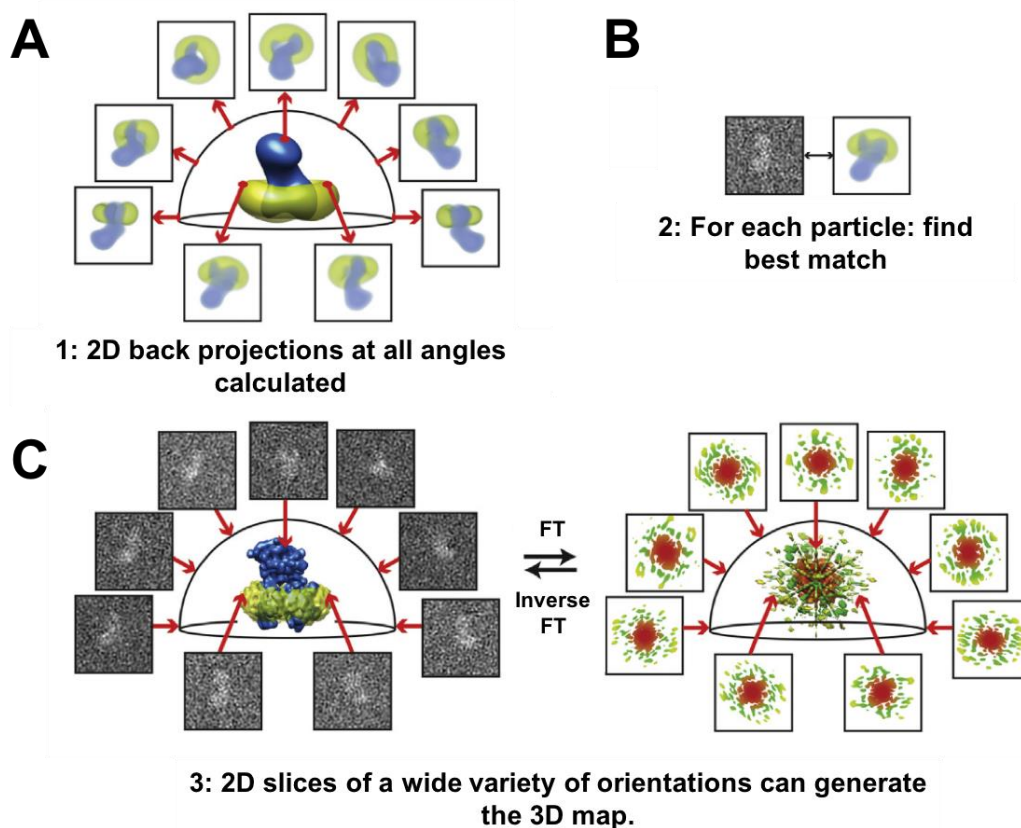 A
B
1: 2D back projections at all angles
calculated
2: For each particle: find
best match
C
FT
Inverse
FT
3: 2D slices of a wide variety of orientations can generate
the 3D map.